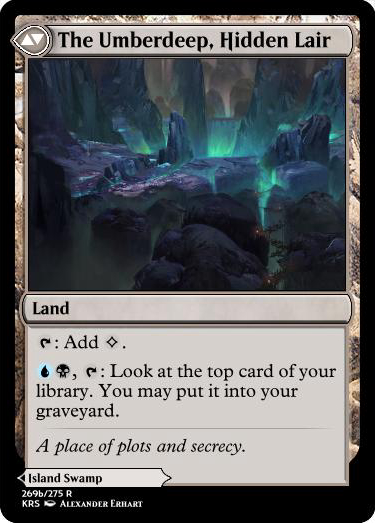 The Umberdeep, Hidden Lair
Land
: Add .
, : Look at the top card of your
library. You may put it into your
graveyard.
A place of plots and secrecy.
Island Swamp
269b/275 R
KRS Alexander Erhart